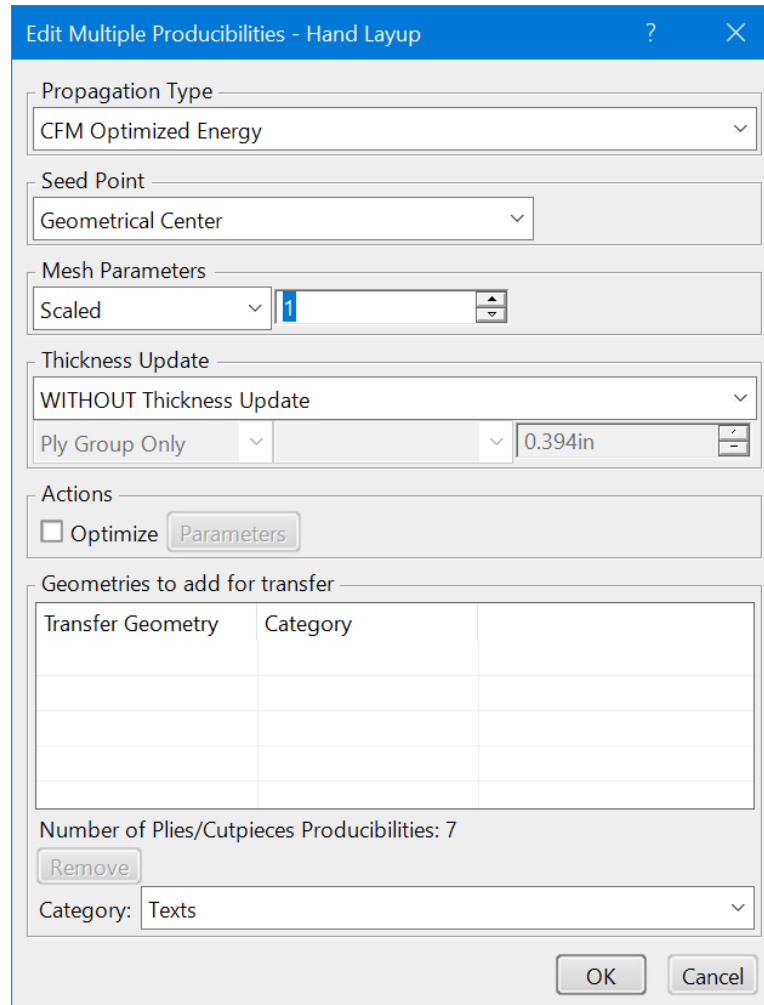 Edit Multiple Producibilities - Hand Layup ?
Propagation Type
CFM Optimized Energy
Seed Point
Geometrical Center
Mesh Parameters
Scaled 1
Thickness Update
WITHOUT Thickness Update
Ply Group Only 0.394in
Actions
Optimize Parameters
Geometries to add for transfer
Transfer Geometry Category
Number of Plies/Cutpieces Producibilities: 7
Remove
Category: Texts
OK Cancel